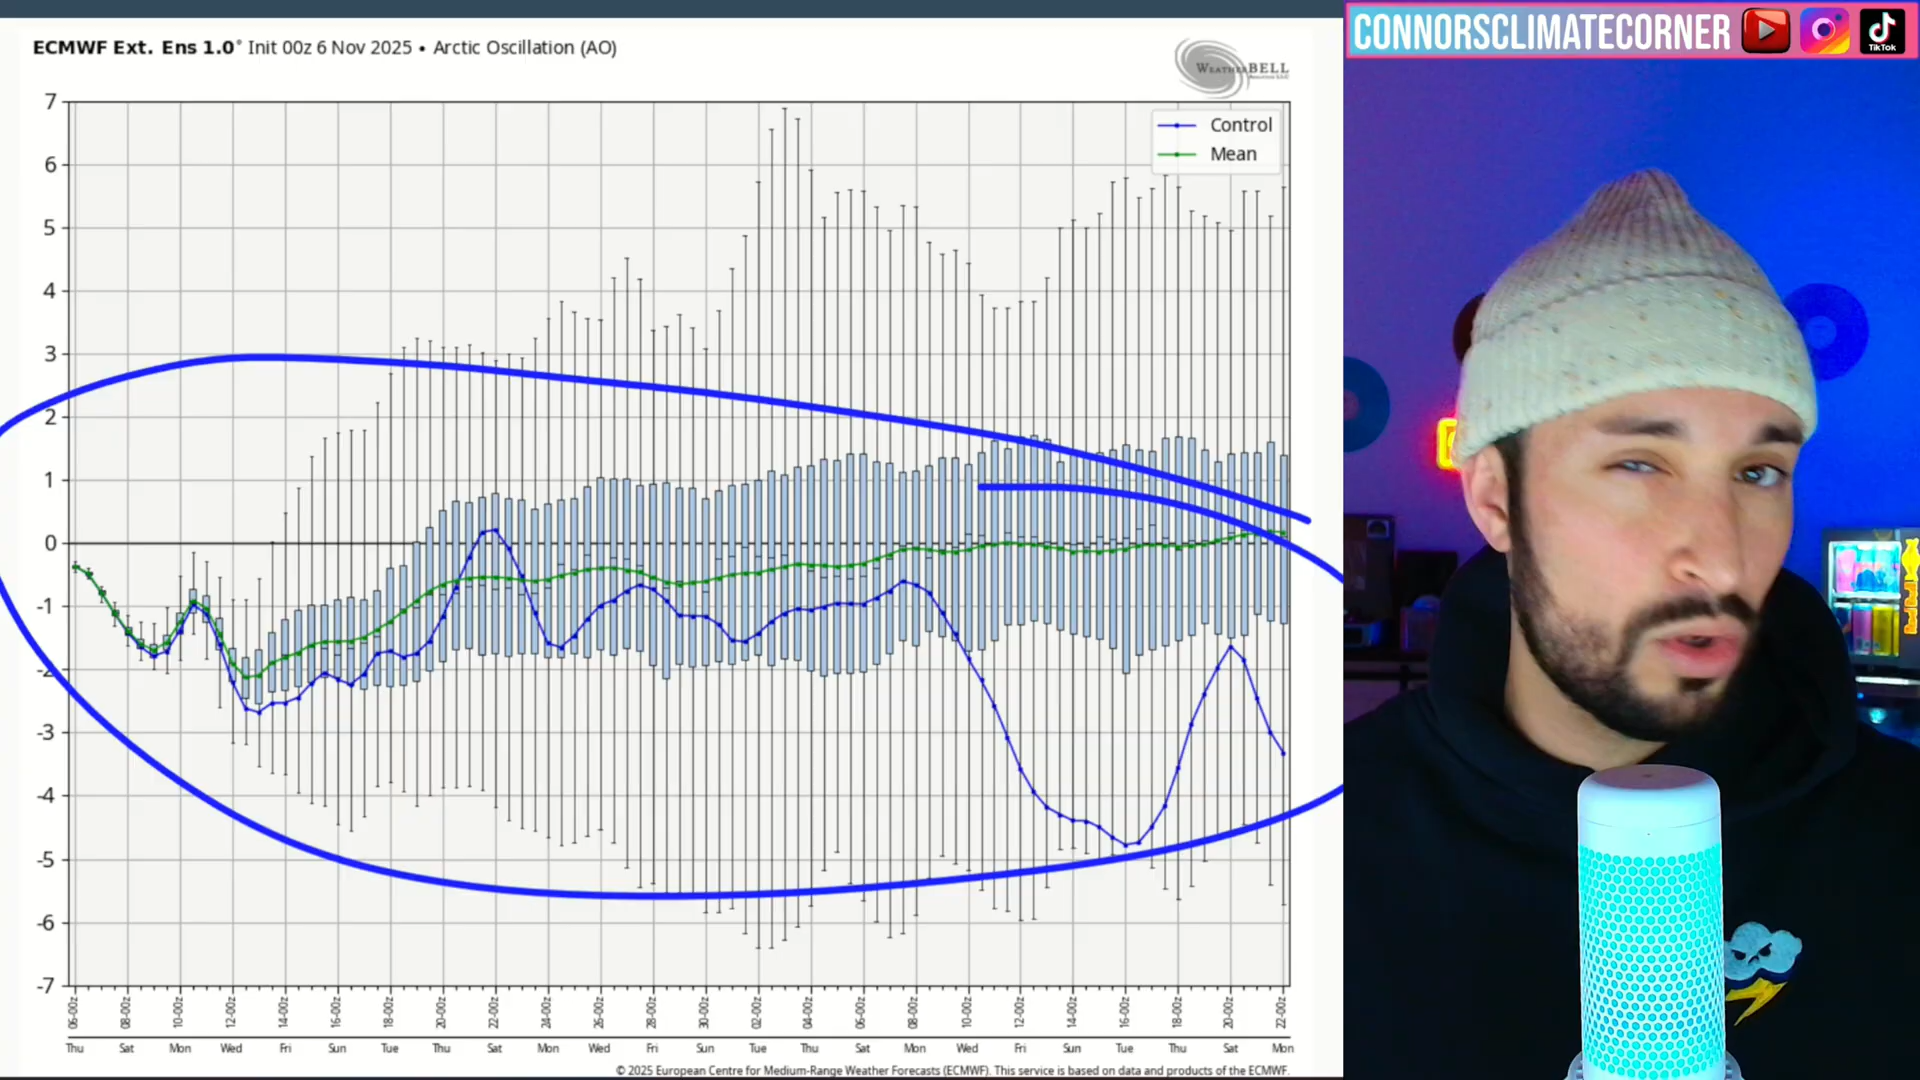 ECMWF Ext. Ens 1.0° Init 00z 6 Nov 2025 • Arctic Oscillation (AO)
WEATHERBELL
CONNORSCLIMATECORNER
TikTok
Control
Mean
7
6
5
4
3
2
1
0
-1
-2
-3
-4
-5
-6
-7
06-00z 08-00z 10-00z 12-00z 14-00z 16-00z 18-00z 20-00z 22-00z 24-00z 26-00z 28-00z 30-00z 02-00z 04-00z 06-00z 08-00z 10-00z 12-00z 14-00z 16-00z 18-00z 20-00z 22-00z
Thu Sat Mon Wed Fri Sun Tue Thu Sat Mon Wed Fri Sun Tue Thu Sat Mon Wed Fri Sun Tue Thu Sat Mon
© 2025 European Centre for Medium-Range Weather Forecasts (ECMWF). This service is based on data and products of the ECMWF.
Red Bull